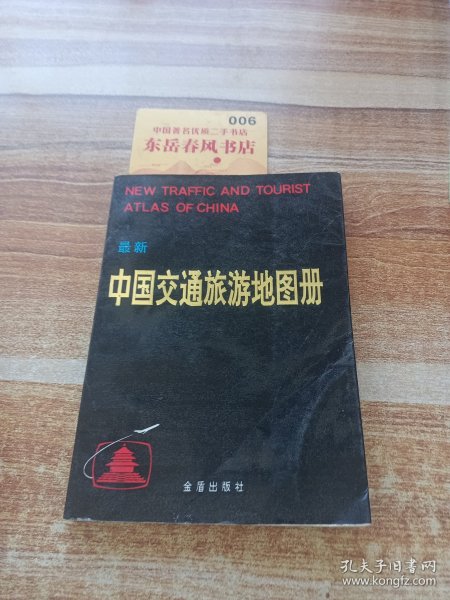 006
中国著名优质二手书店
东岳春风书店
NEW TRAFFIC AND TOURIST
ATLAS OF CHINA
最新
中国交通旅游地图册
金盾出版社
孔夫子旧书网
www.kongfz.com